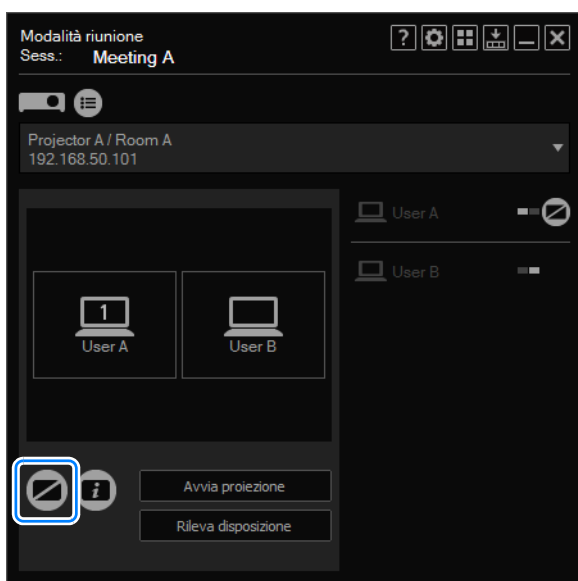 Modalità riunione
Sess.: Meeting A
?
Projector A / Room A
192.168.50.101
User A
User B
1
User A User B
i
Avvia proiezione
Rileva disposizione